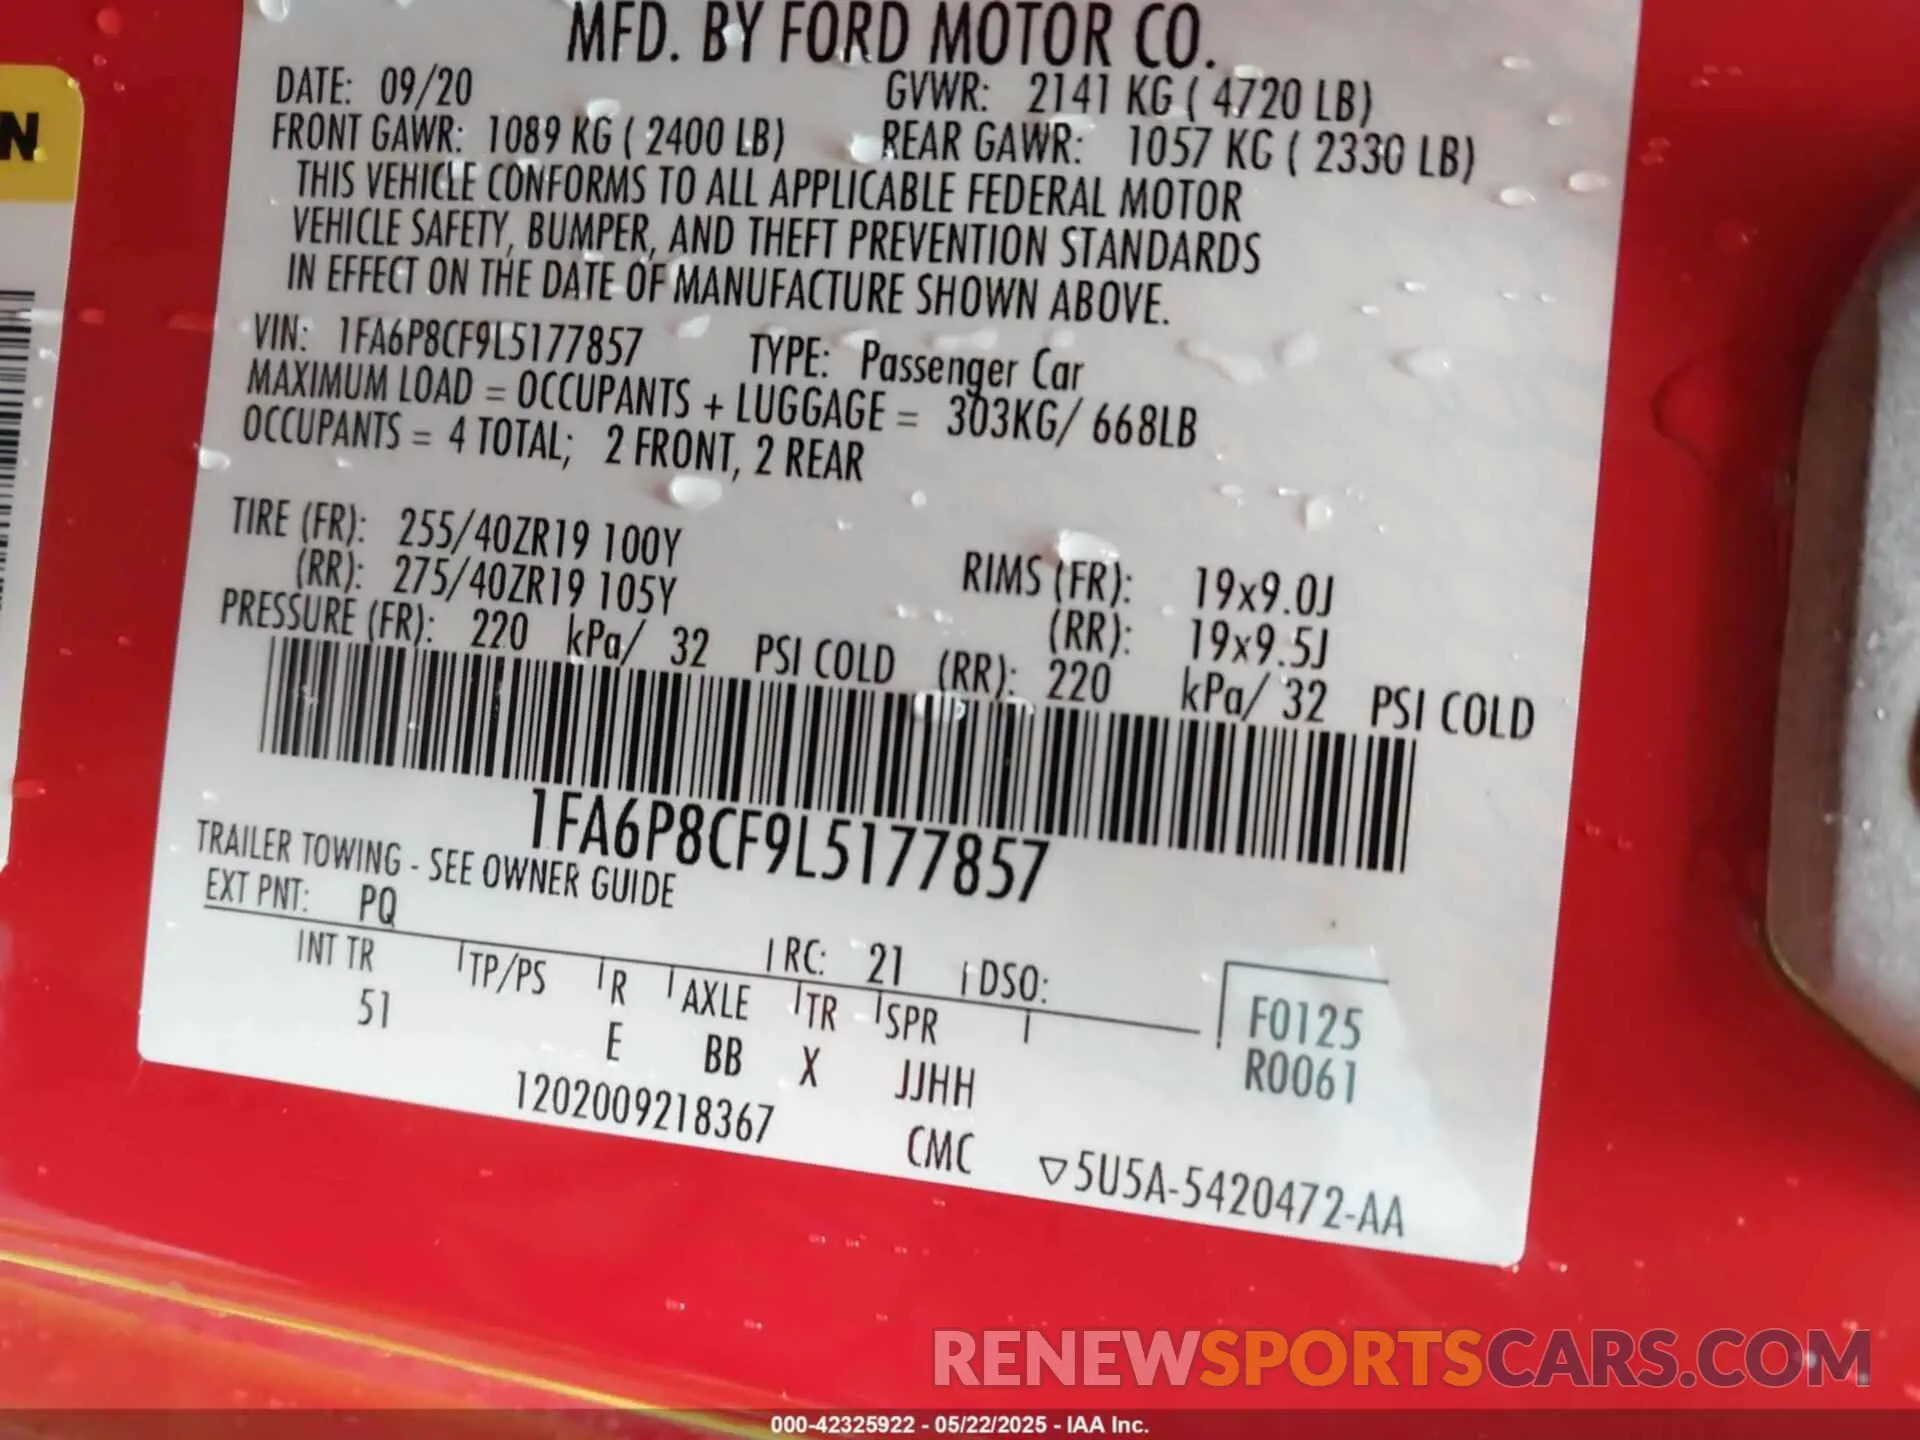 MFD. BY FORD MOTOR CO.
DATE: 09/20 GVWR: 2141 KG ( 4720 LB)
FRONT GAWR: 1089 KG ( 2400 LB) REAR GAWR: 1057 KG ( 2330 LB)
THIS VEHICLE CONFORMS TO ALL APPLICABLE FEDERAL MOTOR
VEHICLE SAFETY, BUMPER, AND THEFT PREVENTION STANDARDS
IN EFFECT ON THE DATE OF MANUFACTURE SHOWN ABOVE.
VIN: 1FA6P8CF9L5177857 TYPE: Passenger Car
MAXIMUM LOAD = OCCUPANTS + LUGGAGE = 303KG/ 668LB
OCCUPANTS = 4 TOTAL; 2 FRONT, 2 REAR
TIRE (FR): 255/40ZR19 100Y RIMS (FR): 19x9.0J
(RR): 275/40ZR19 105Y (RR): 19x9.5J
PRESSURE (FR): 220 kPa/ 32 PSI COLD (RR): 220 kPa/ 32 PSI COLD
1FA6P8CF9L5177857
TRAILER TOWING - SEE OWNER GUIDE
EXT PNT: PQ RC: 21 DSO:
INT TR TP/PS R AXLE TR SPR
51 E BB X JJHH
F0125
R0061
1202009218367 CMC ▽5U5A-5420472-AA
N
RENEWSPORTSCARS.COM
000-42325922 - 05/22/2025 - IAA Inc.